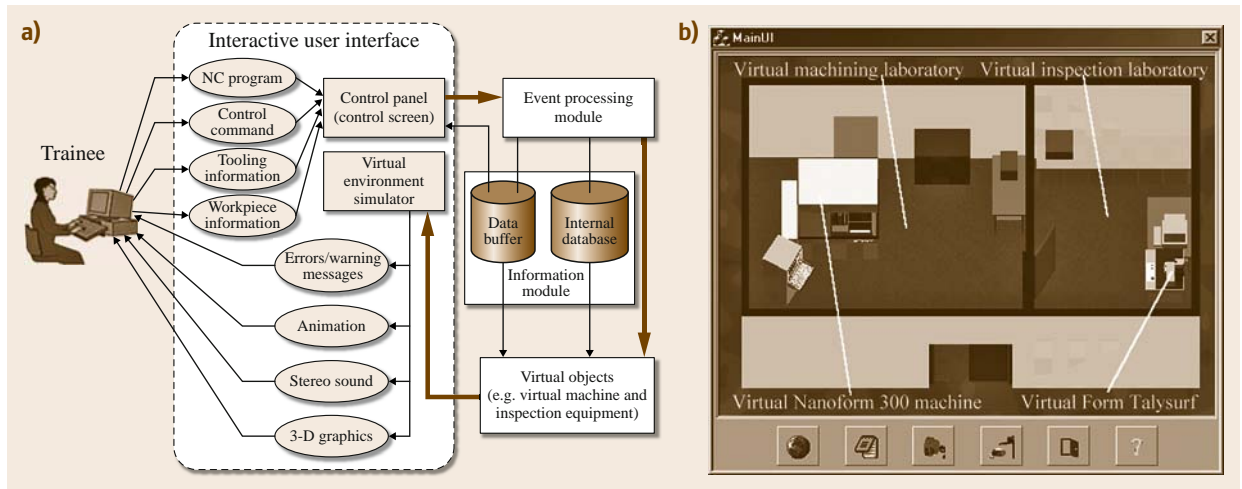 a)
Interactive user interface
NC program
Control
command
Tooling
information
Workpiece
information
Trainee
Control panel
(control screen)
Virtual
environment
simulator
Errors/warning
messages
Animation
Stereo sound
3-D graphics
Event processing
module
Data
buffer
Internal
database
Information
module
Virtual objects
(e.g. virtual machine and
inspection equipment)
b)
MainUI
Virtual machining laboratory
Virtual inspection laboratory
Virtual Nanoform 300 machine
Virtual Form Talysurf
?